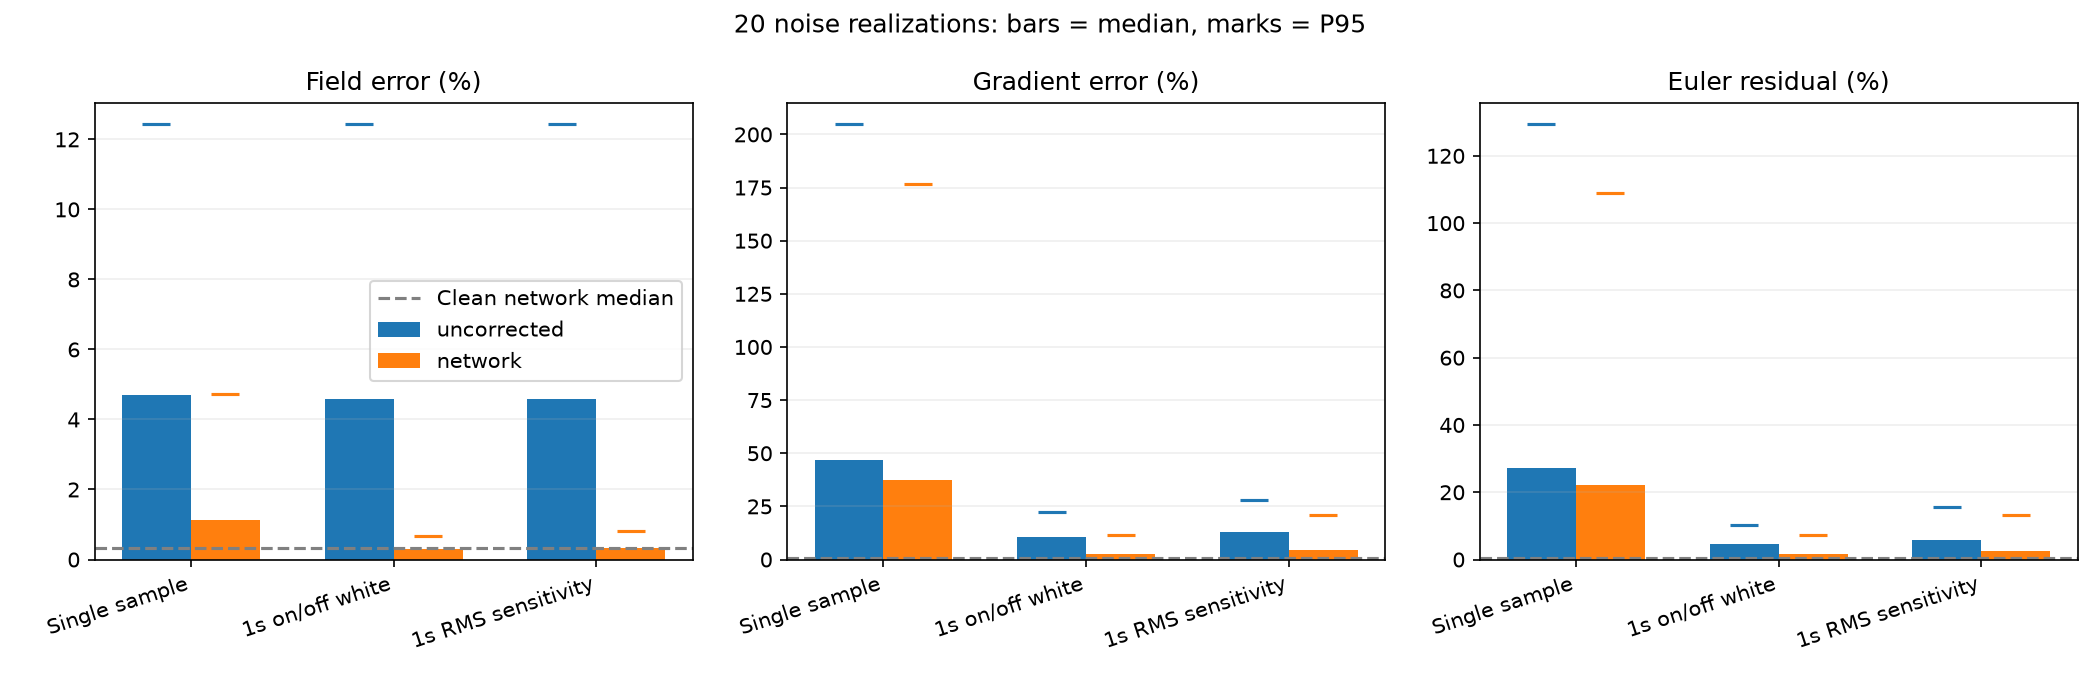 20 noise realizations: bars = median, marks = P95
Field error (%)
12
10
8
6
4
2
0
Clean network median
uncorrected
network
Single sample
1s on/off white
1s RMS sensitivity
Gradient error (%)
200
175
150
125
100
75
50
25
0
Single sample
1s on/off white
1s RMS sensitivity
Euler residual (%)
120
100
80
60
40
20
0
Single sample
1s on/off white
1s RMS sensitivity